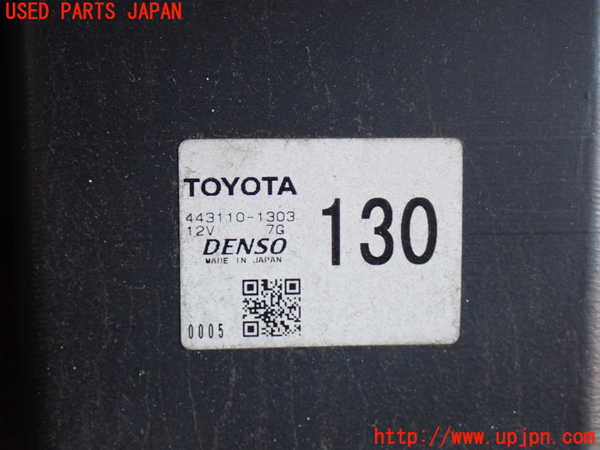 USED PARTS JAPAN
TOYOTA
443110-1303
12V 7G
DENSO
MADE IN JAPAN
0005
130
http://www.upjpn.com